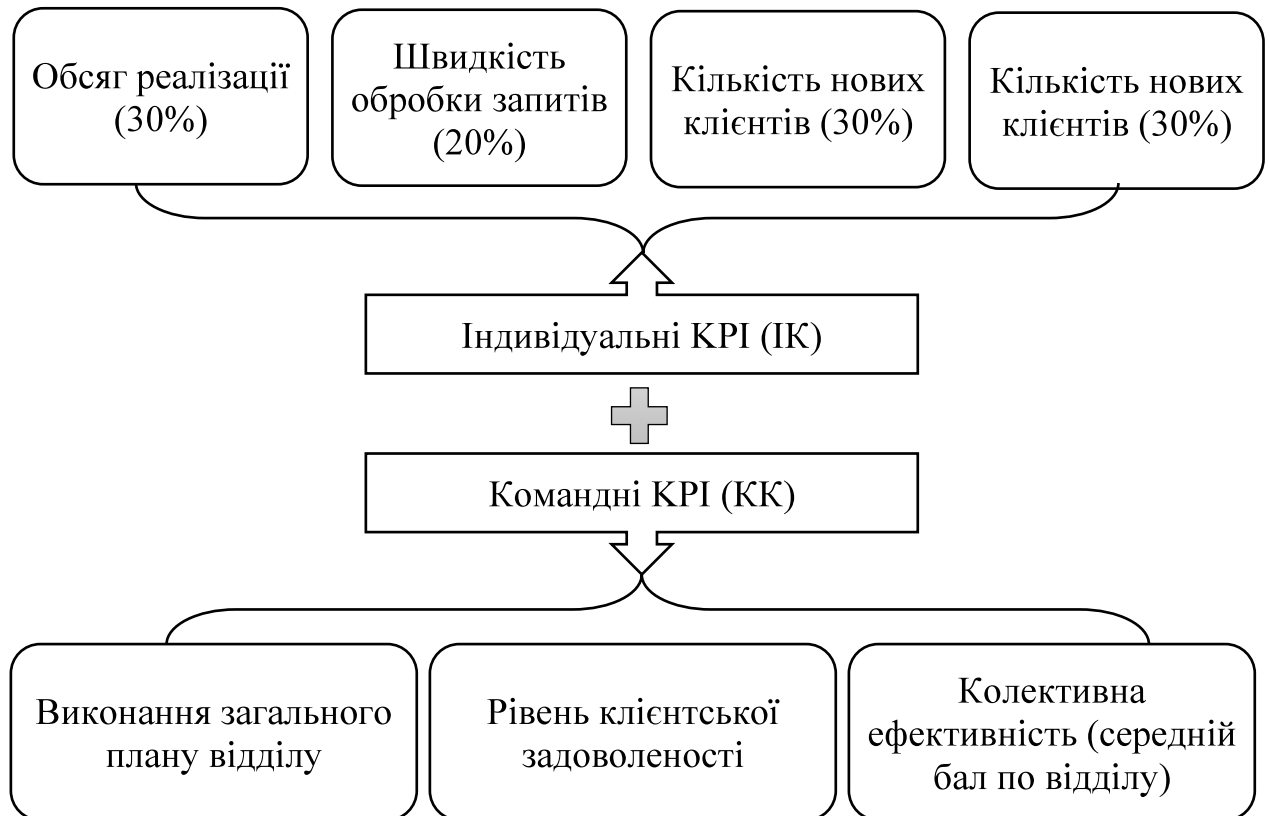 Обсяг реалізації
(30%)
Швидкість
обробки запитів
(20%)
Кількість нових
клієнтів (30%)
Кількість нових
клієнтів (30%)
Індивідуальні KPI (ІК)
Командні KPI (КК)
Виконання загального
плану відділу
Рівень клієнтської
задоволеності
Колективна
ефективність (середній
бал по відділу)